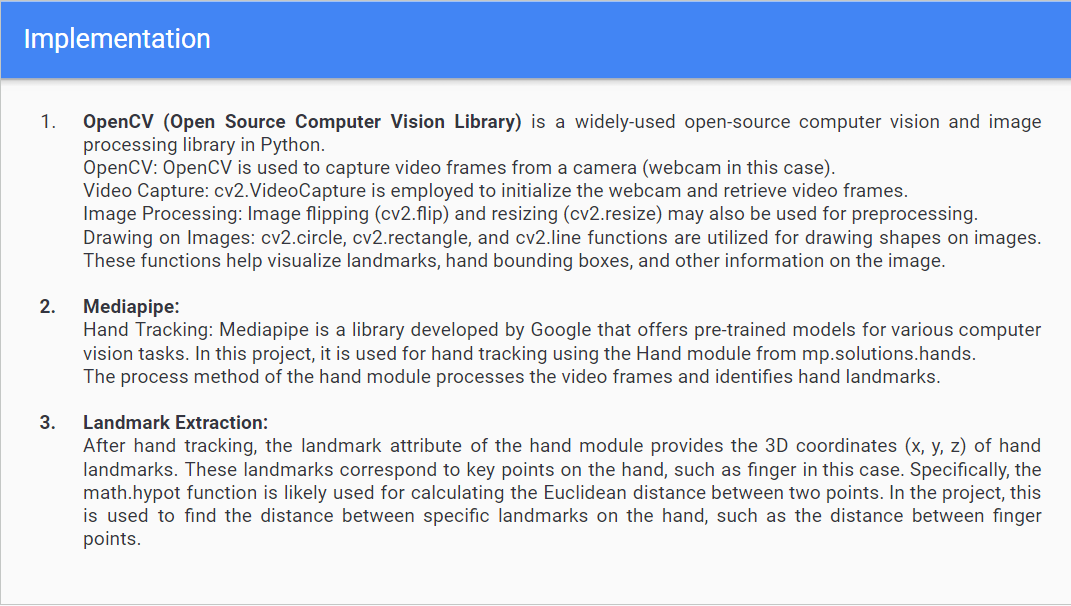 Implementation
1. OpenCV (Open Source Computer Vision Library) is a widely-used open-source computer vision and image
processing library in Python.
OpenCV: OpenCV is used to capture video frames from a camera (webcam in this case).
Video Capture: cv2.VideoCapture is employed to initialize the webcam and retrieve video frames.
Image Processing: Image flipping (cv2.flip) and resizing (cv2.resize) may also be used for preprocessing.
Drawing on Images: cv2.circle, cv2.rectangle, and cv2.line functions are utilized for drawing shapes on images.
These functions help visualize landmarks, hand bounding boxes, and other information on the image.
2. Mediapipe:
Hand Tracking: Mediapipe is a library developed by Google that offers pre-trained models for various computer
vision tasks. In this project, it is used for hand tracking using the Hand module from mp.solutions.hands.
The process method of the hand module processes the video frames and identifies hand landmarks.
3. Landmark Extraction:
After hand tracking, the landmark attribute of the hand module provides the 3D coordinates (x, y, z) of hand
landmarks. These landmarks correspond to key points on the hand, such as finger in this case. Specifically, the
math.hypot function is likely used for calculating the Euclidean distance between two points. In the project, this
is used to find the distance between specific landmarks on the hand, such as the distance between finger
points.